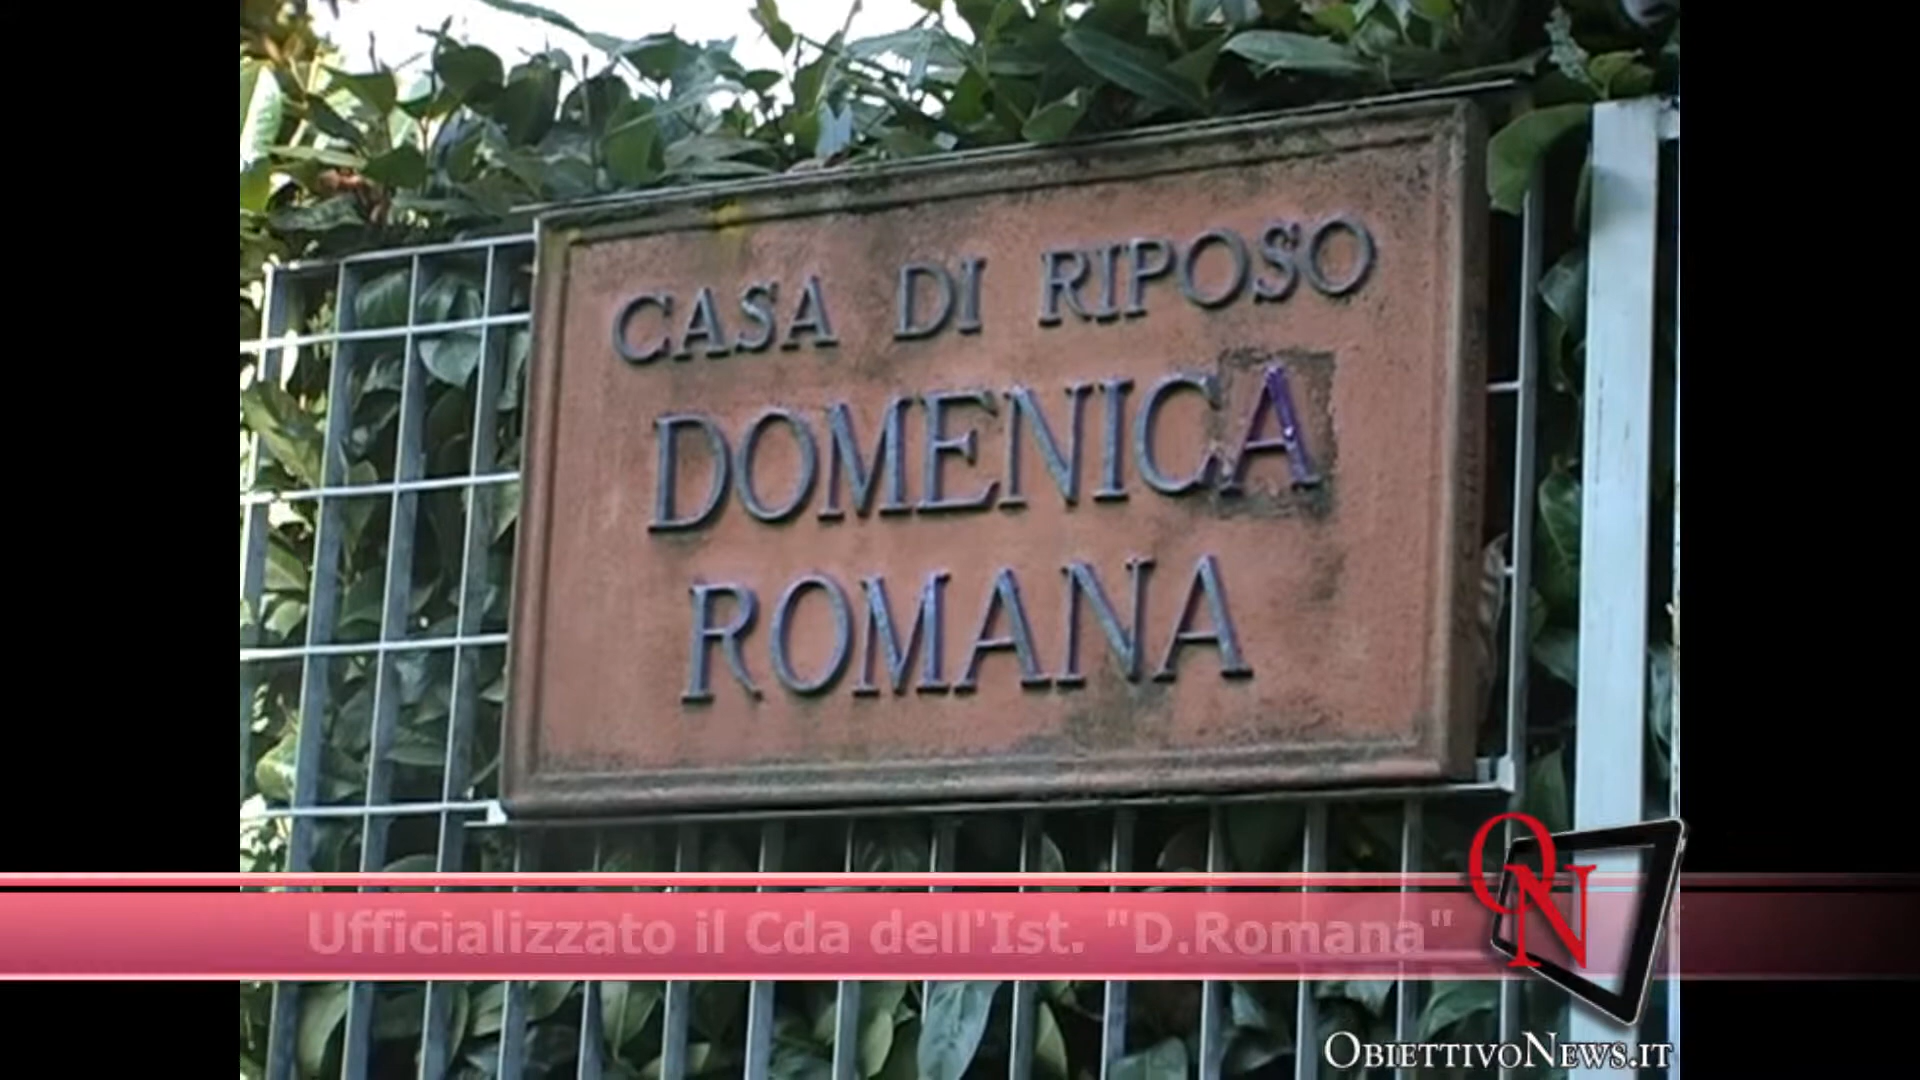 CASA DI RIPOSO
DOMENICA
ROMANA
Ufficializzato il Cda dell'Ist. "D.Romana"
ON
OBIETTIVONEWS.IT